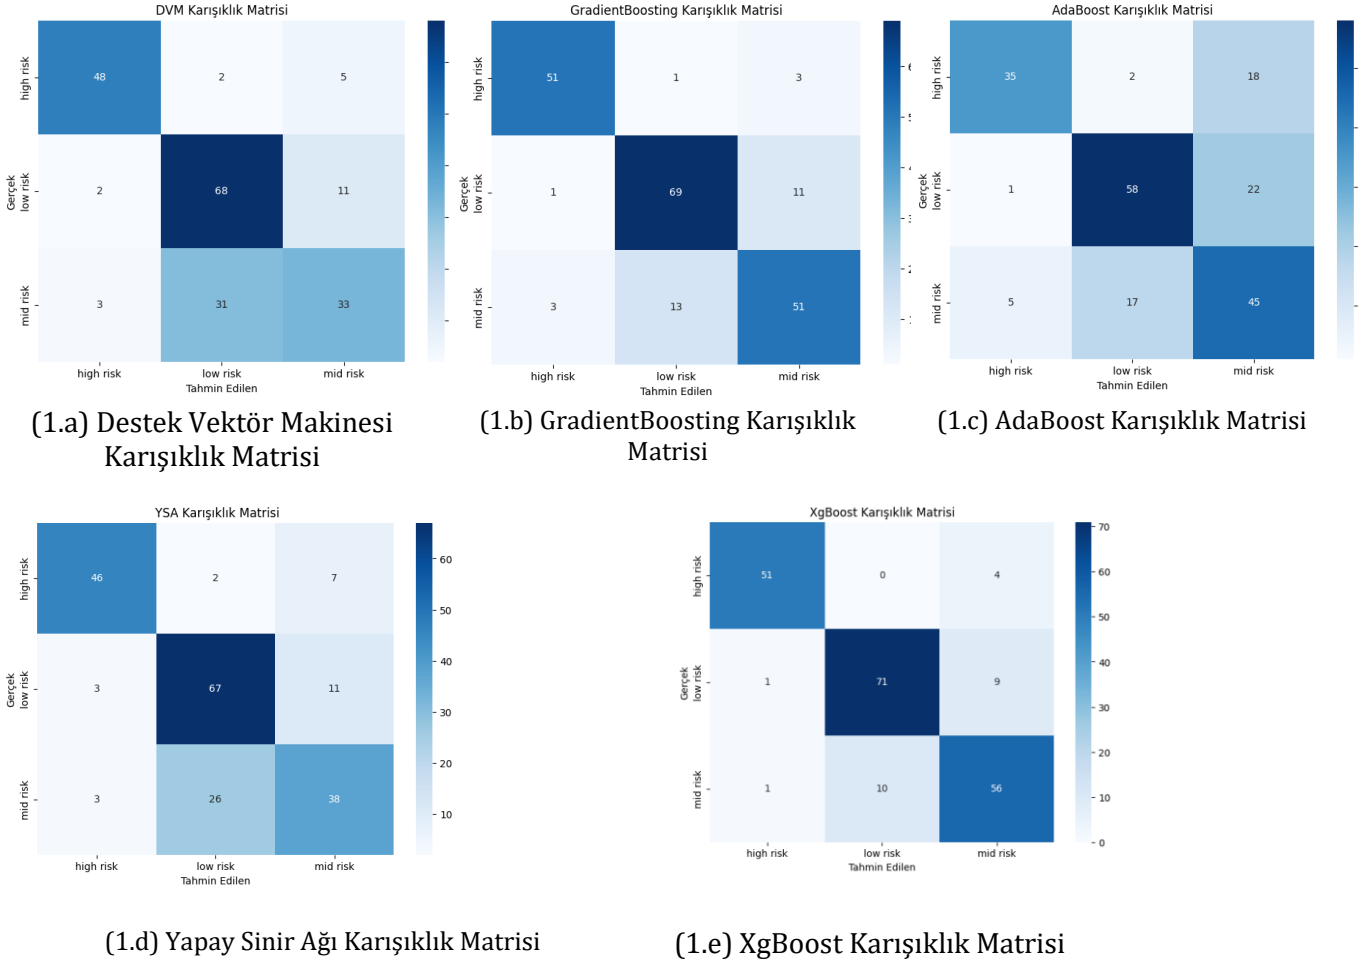 DVM Karışıklık Matrisi
high risk
48
2
5
Gerçek
low risk
2
68
11
mid risk
3
31
33
high risk
low risk
mid risk
Tahmin Edilen
(1.a) Destek Vektör Makinesi
Karışıklık Matrisi
GradientBoosting Karışıklık Matrisi
high risk
51
1
3
Gerçek
low risk
1
69
11
mid risk
3
13
51
high risk
low risk
mid risk
Tahmin Edilen
(1.b) GradientBoosting Karışıklık
Matrisi
AdaBoost Karışıklık Matrisi
high risk
35
2
18
Gerçek
low risk
1
58
22
mid risk
5
17
45
high risk
low risk
mid risk
Tahmin Edilen
(1.c) AdaBoost Karışıklık Matrisi
YSA Karışıklık Matrisi
high risk
46
2
7
Gerçek
low risk
3
67
11
mid risk
3
26
38
high risk
low risk
mid risk
Tahmin Edilen
60
50
40
30
20
10
(1.d) Yapay Sinir Ağı Karışıklık Matrisi
XgBoost Karışıklık Matrisi
high risk
51
0
4
Gerçek
low risk
1
71
9
mid risk
1
10
56
high risk
low risk
mid risk
Tahmin Edilen
70
60
50
40
30
20
10
0
(1.e) XgBoost Karışıklık Matrisi